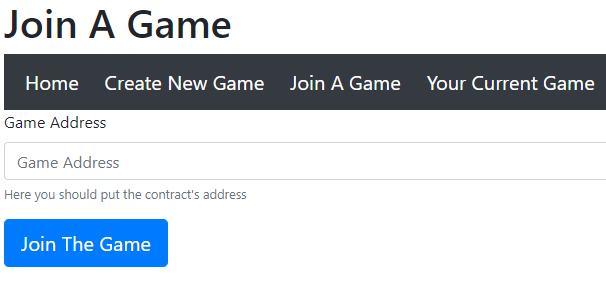 Join A Game
Home Create New Game Join A Game Your Current Game
Game Address
Game Address
Here you should put the contract's address
Join The Game